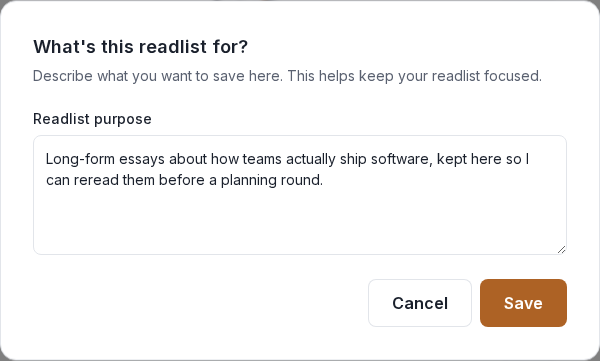 What's this readlist for?
Describe what you want to save here. This helps keep your readlist focused.
Readlist purpose
Long-form essays about how teams actually ship software, kept here so I
can reread them before a planning round.
Cancel
Save